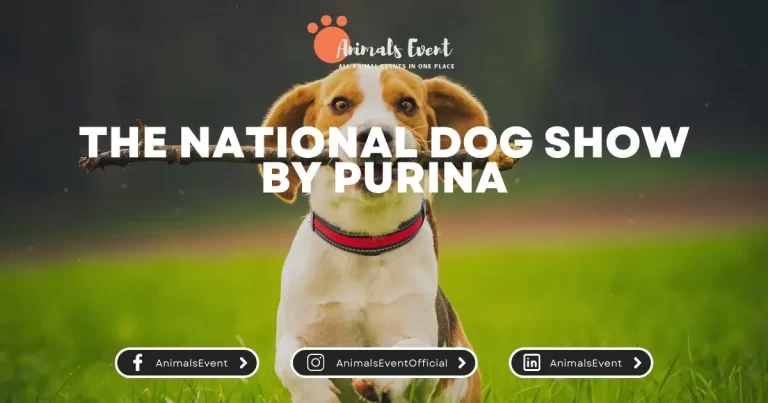 Animals Event
ALL ANIMAL EVENTS IN ONE PLACE
THE NATIONAL DOG SHOW
BY PURINA
AnimalsEvent
AnimalsEventOfficial
AnimalsEvent